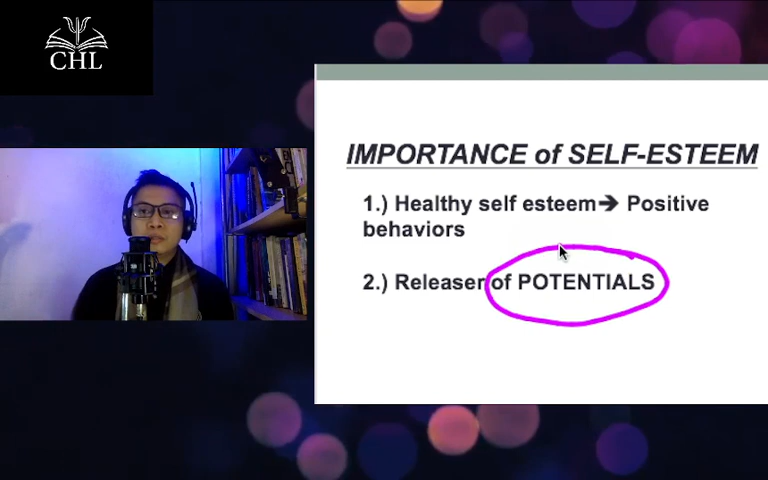 CHL
IMPORTANCE of SELF-ESTEEM
1.) Healthy self esteem→ Positive
behaviors
2.) Releaser of POTENTIALS